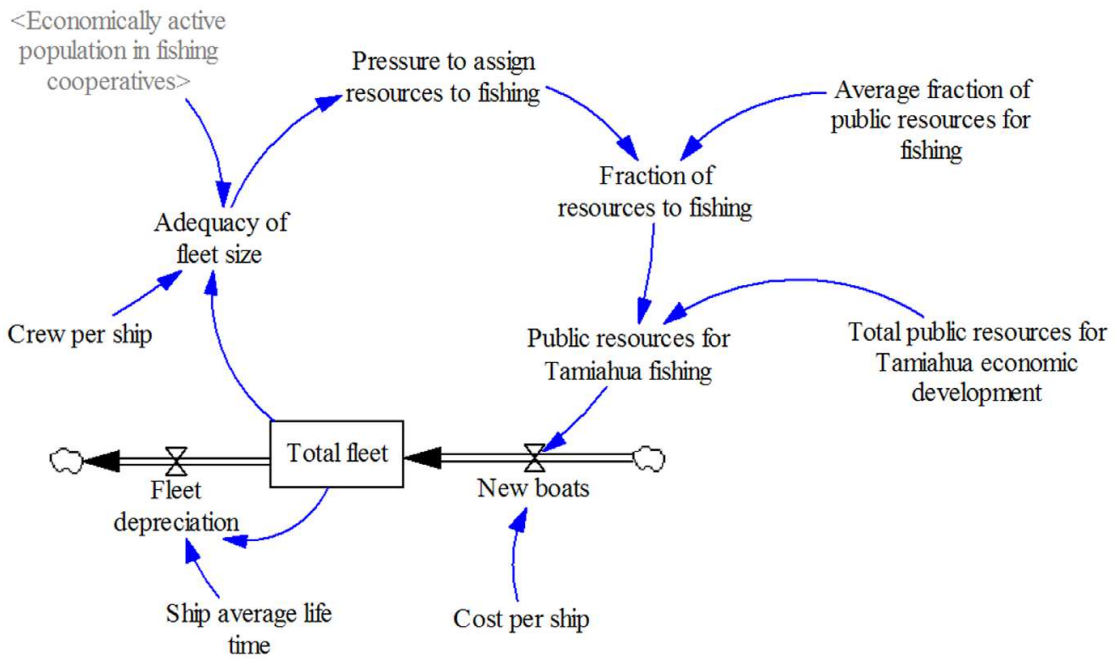 <Economically active
population in fishing
cooperatives>
Pressure to assign
resources to fishing
Average fraction of
public resources for
fishing
Fraction of
resources to fishing
Adequacy of
fleet size
Crew per ship
Public resources for
Tamiahua fishing
Total public resources for
Tamiahua economic
development
Total fleet
Fleet
depreciation
New boats
Ship average life
time
Cost per ship